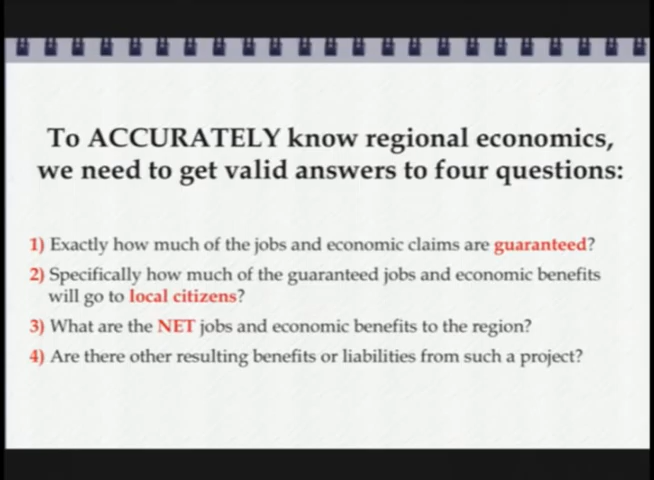 To ACCURATELY know regional economics,
we need to get valid answers to four questions:
1) Exactly how much of the jobs and economic claims are guaranteed?
2) Specifically how much of the guaranteed jobs and economic benefits
will go to local citizens?
3) What are the NET jobs and economic benefits to the region?
4) Are there other resulting benefits or liabilities from such a project?